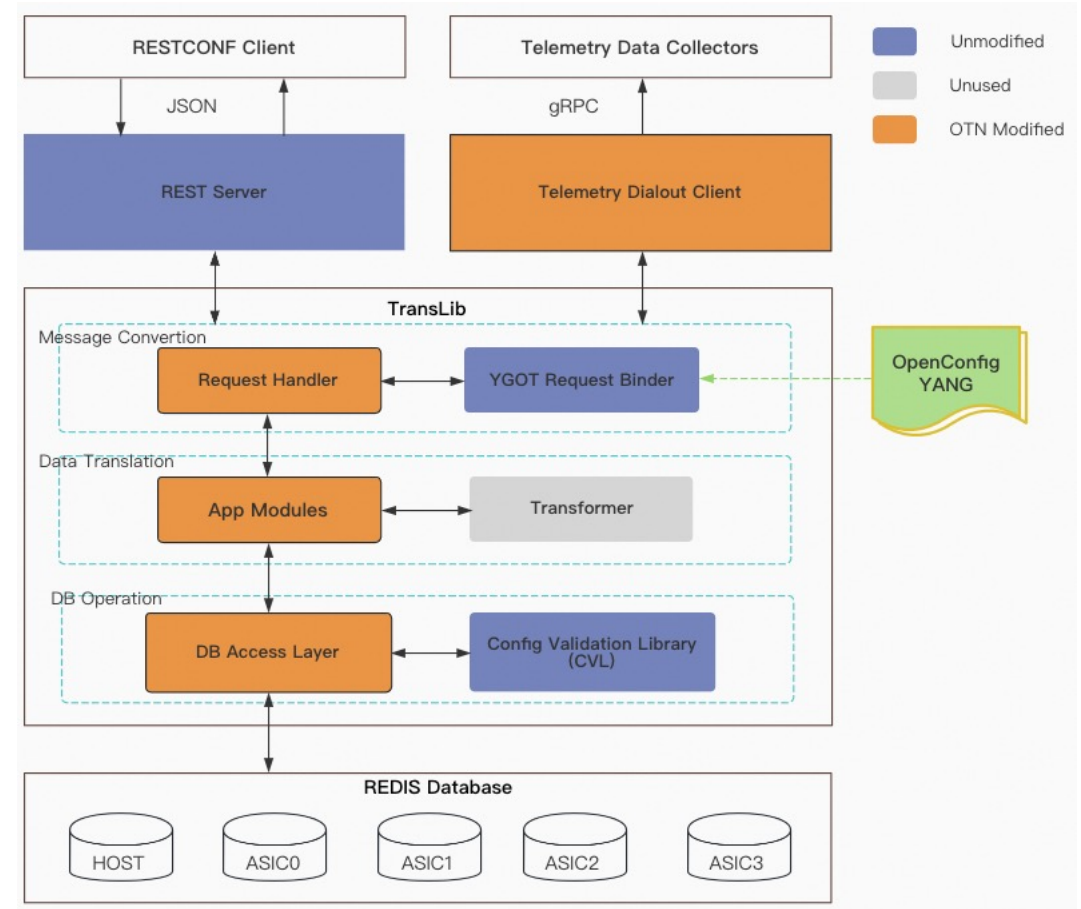 RESTCONF Client
Telemetry Data Collectors
Unmodified
Unused
OTN Modified
JSON
gRPC
REST Server
Telemetry Dialout Client
TransLib
Message Convertion
Request Handler
YGOT Request Binder
OpenConfig
YANG
Data Translation
App Modules
Transformer
DB Operation
DB Access Layer
Config Validation Library
(CVL)
REDIS Database
HOST
ASIC0
ASIC1
ASIC2
ASIC3